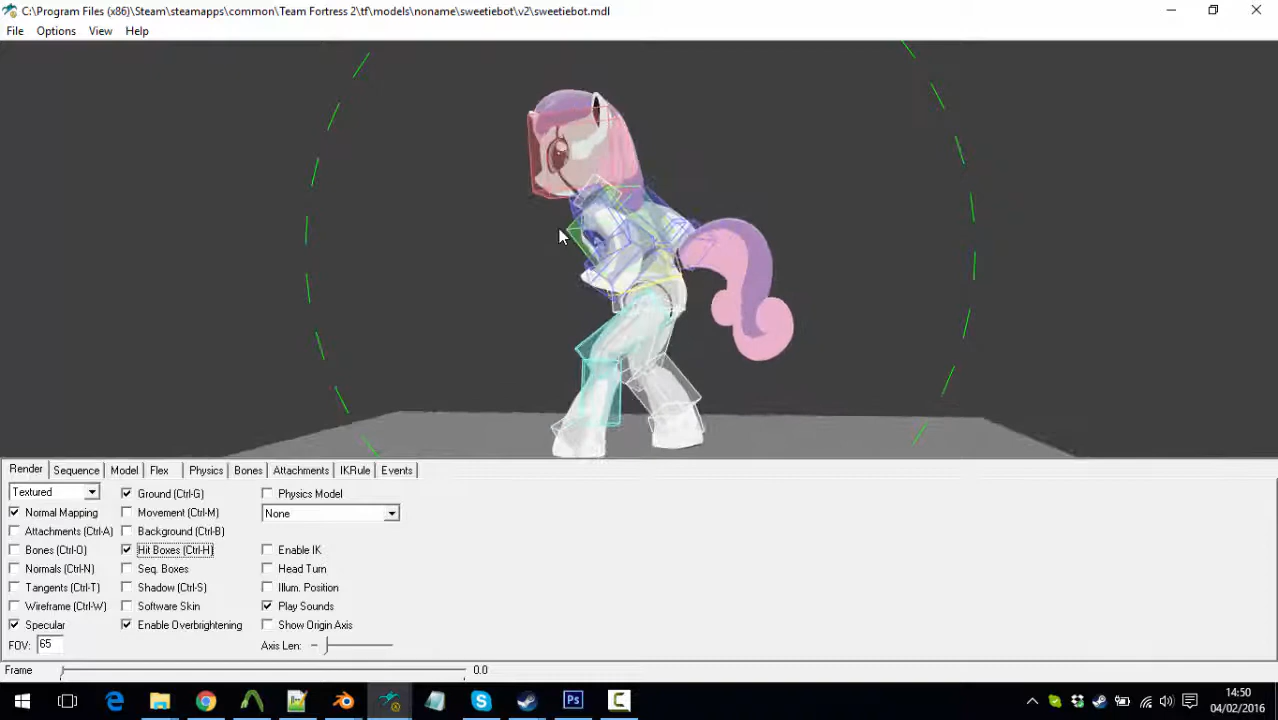 C:\Program Files (x86)\Steam\steamapps\common\Team Fortress 2\tf\models\noname\sweetiebot\v2\sweetiebot.mdl
File Options View Help
Render Sequence Model Flex Physics Bones Attachments IKRule Events
Textured Ground (Ctrl-G) Physics Model
Normal Mapping Movement (Ctrl-M) None
Attachments (Ctrl-A) Background (Ctrl-B)
Bones (Ctrl-O) Hit Boxes (Ctrl-H) Enable IK
Normals (Ctrl-N) Seq. Boxes Head Turn
Tangents (Ctrl-T) Shadow (Ctrl-S) Illum. Position
Wireframe (Ctrl-W) Software Skin Play Sounds
Specular Enable Overbrightening Show Origin Axis
FOV: 65 Axis Len:
Frame 0.0
Ps
14:50
04/02/2016